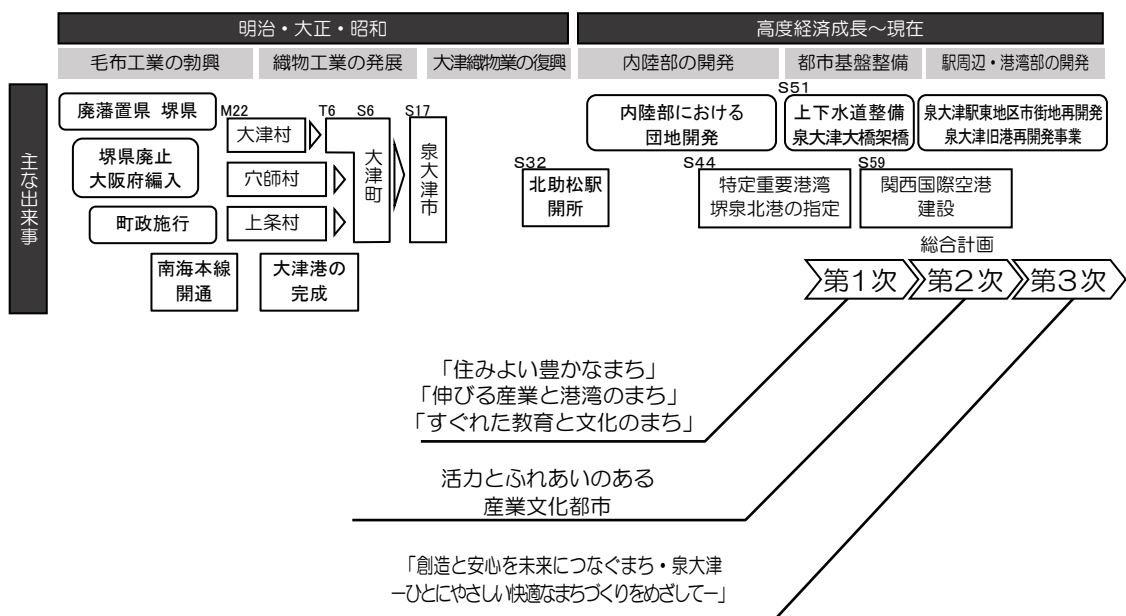 明治・大正・昭和
高度経済成長～現在
毛布工業の勃興
織物工業の発展
大津織物業の復興
内陸部の開発
都市基盤整備
駅周辺・港湾部の開発
主な出来事
廃藩置県 堺県
堺県廃止
大阪府編入
町政施行
南海本線
開通
M22
大津村
穴師村
上条村
大津港の
完成
T6
S6
大津町
S17
泉大津市
S32
北助松駅
開所
内陸部における
団地開発
S44
特定重要港湾
堺泉北港の指定
S51
上下水道整備
泉大津大橋架橋
S59
関西国際空港
建設
泉大津駅東地区市街地再開発
泉大津旧港再開発事業
総合計画
第1次
第2次
第3次
「住みよい豊かなまち」
「伸びる産業と港湾のまち」
「すぐれた教育と文化のまち」
活力とふれあいのある
産業文化都市
「創造と安心を未来につなぐまち・泉大津
－ひとにやさしい快適なまちづくりをめざして－」